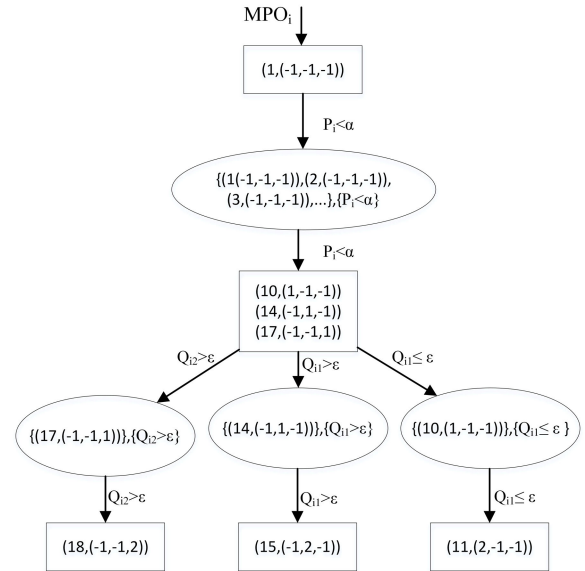 MPOi
(1,(-1,-1,-1))
Pi<α
{(1(-1,-1,-1)),(2,(-1,-1,-1)),
(3,(-1,-1,-1)),...},{Pi<α}
Pi<α
(10,(1,-1,-1))
(14,(-1,1,-1))
(17,(-1,-1,1))
Qi2>ε
Qi1>ε
Qi1≤ ε
{(17,(-1,-1,1))},{Qi2>ε}
{(14,(-1,1,-1))},{Qi1>ε}
{(10,(1,-1,-1))},{Qi1≤ ε }
Qi2>ε
Qi1>ε
Qi1≤ ε
(18,(-1,-1,2))
(15,(-1,2,-1))
(11,(2,-1,-1))